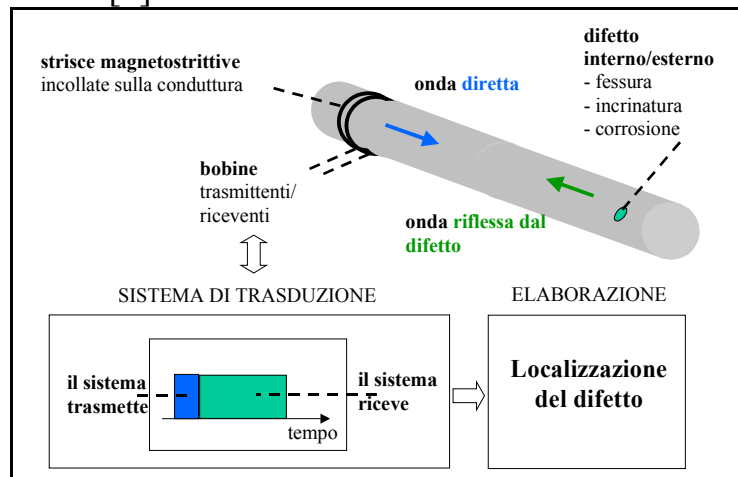 strisce magnetostrittive
incollate sulla conduttura
onda diretta
difetto
interno/esterno
- fessura
- incrinatura
- corrosione
bobine
trasmittenti/
riceventi
onda riflessa dal
difetto
SISTEMA DI TRASDUZIONE
il sistema
trasmette
il sistema
riceve
tempo
ELABORAZIONE
Localizzazione
del difetto